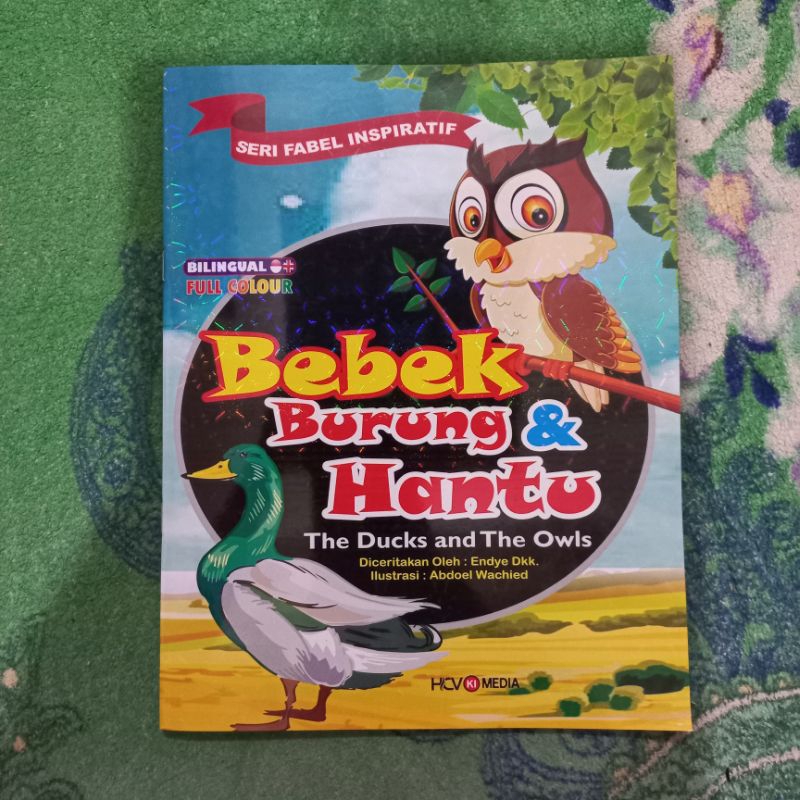 SERI FABEL INSPIRATIF
BILINGUAL
FULL COLOUR
Bebek
Burung &
Hantu
The Ducks and The Owls
Diceritakan Oleh : Endye Dkk.
Ilustrasi : Abdoel Wachied
KI MEDIA